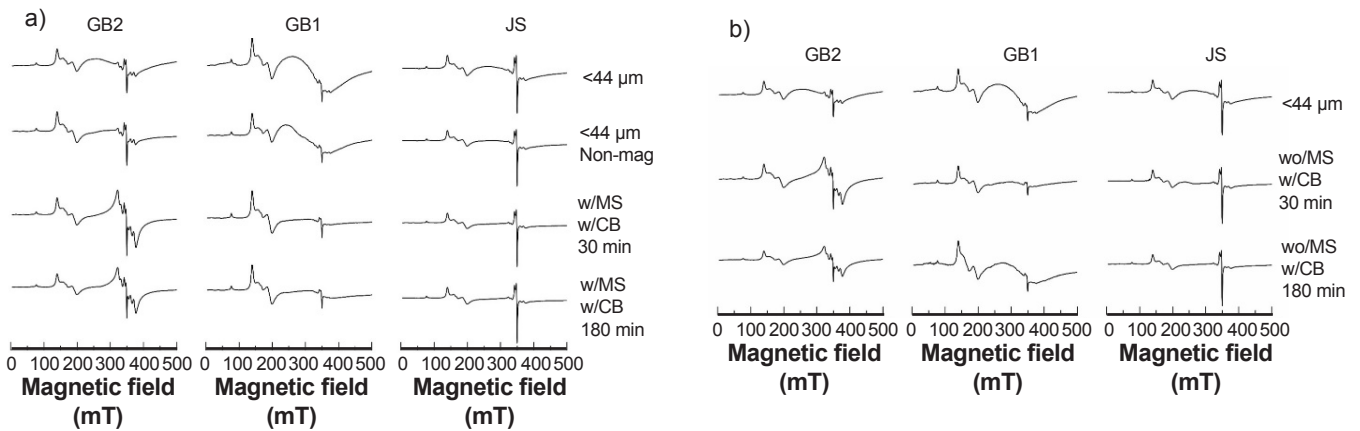 a)
GB2 GB1 JS
<44 µm
<44 µm
Non-mag
w/MS
w/CB
30 min
w/MS
w/CB
180 min
0 100 200 300 400 500 0 100 200 300 400 500 0 100 200 300 400 500
Magnetic field Magnetic field Magnetic field
(mT) (mT) (mT)
b)
GB2 GB1 JS
<44 µm
wo/MS
w/CB
30 min
wo/MS
w/CB
180 min
0 100 200 300 400 500 0 100 200 300 400 500 0 100 200 300 400 500
Magnetic field Magnetic field Magnetic field
(mT) (mT) (mT)